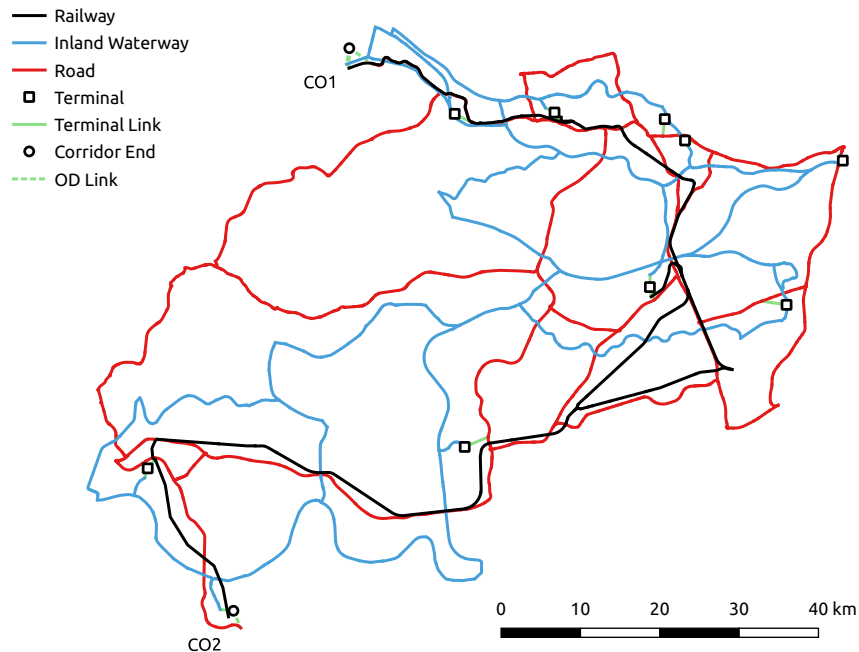 Railway
Inland Waterway
Road
Terminal
Terminal Link
Corridor End
OD Link
CO1
CO2
0 10 20 30 40 km